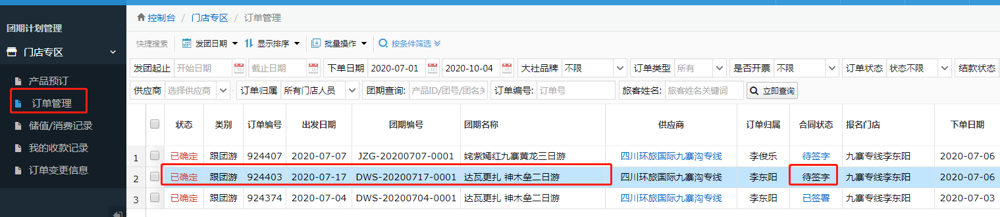 团期计划管理
门店专区
产品预订
订单管理
储值/消费记录
我的收款记录
订单变更信息
控制台 / 门店专区 / 订单管理
快捷搜索 发团日期 显示排序 批量操作 按条件筛选
发团起止 开始日期 截止日期 下单日期 2020-07-01 2020-10-04 大社品牌 不限 订单类型 所有 是否开票 不限 订单状态 状态不限 结款状态
供应商 选择供应商 订单归属 所有门店人员 团期查询: 产品ID/团号/团名关 订单编号: 订单号 旅客姓名: 旅客姓名关键词 立即查询
状态 类别 订单编号 出发日期 团期编号 团期名称 供应商 订单归属 合同状态 报名门店 下单日期
1 已确定 跟团游 924407 2020-07-07 JZG-20200707-0001 姹紫嫣红九寨黄龙三日游 四川环旅国际九寨沟专线 李俊乐 待签字 九寨专线李东阳 2020-07-06
2 已确定 跟团游 924403 2020-07-17 DWS-20200717-0001 达瓦更扎 神木垒二日游 四川环旅国际九寨沟专线 李东阳 待签字 九寨专线李东阳 2020-07-06
3 已确定 跟团游 924374 2020-07-04 DWS-20200704-0001 达瓦更扎 神木垒二日游 四川环旅国际九寨沟专线 李东阳 已签署 九寨专线李东阳 2020-07-03